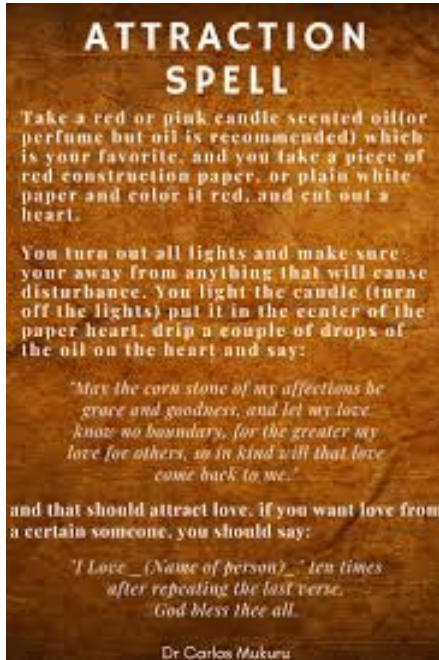 ATTRACTION
SPELL
Take a red or pink candle scented oil(or
perfume but oil is recommended) which
is your favorite, and you take a piece of
red construction paper, or plain white
paper and color it red, and cut out a
heart.
You turn out all lights and make sure
your away from anything that will cause
disturbance. You light the candle (turn
off the lights) put it in the center of the
paper heart, drip a couple of drops of
the oil on the heart and say:
"May the corn stone of my affections be
grace and goodness, and let my love
know no boundary, for the greater my
love for others, so in kind will that love
come back to me."
and that should attract love. if you want love from
a certain someone, you should say:
"I Love _ (Name of person)_" ten times
after repeating the last verse.
God bless thee all.
Dr Carlos Mukuru